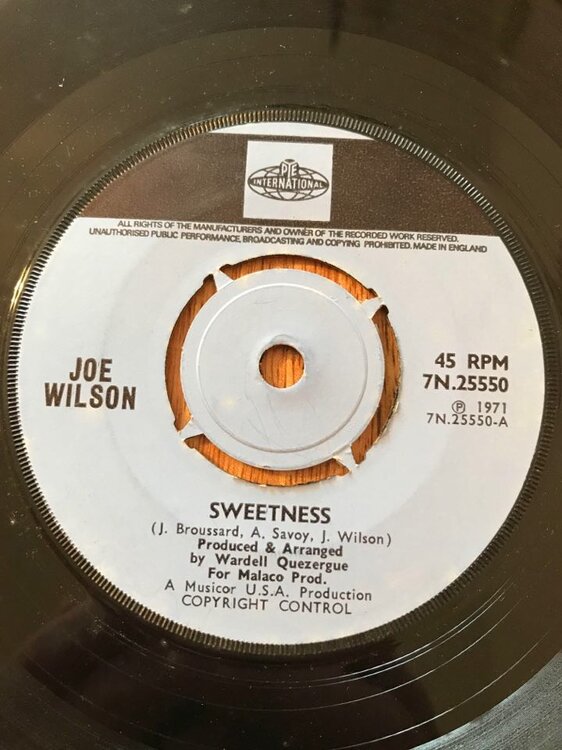 PYE
INTERNATIONAL
ALL RIGHTS OF THE MANUFACTURERS AND OWNER OF THE RECORDED WORK RESERVED.
UNAUTHORISED PUBLIC PERFORMANCE, BROADCASTING AND COPYING PROHIBITED. MADE IN ENGLAND
JOE
WILSON
45 RPM
7N.25550
Ⓟ 1971
7N.25550-A
SWEETNESS
(J. Broussard, A. Savoy, J. Wilson)
Produced & Arranged
by Wardell Quezergue
For Malaco Prod.
A Musicor U.S.A. Production
COPYRIGHT CONTROL